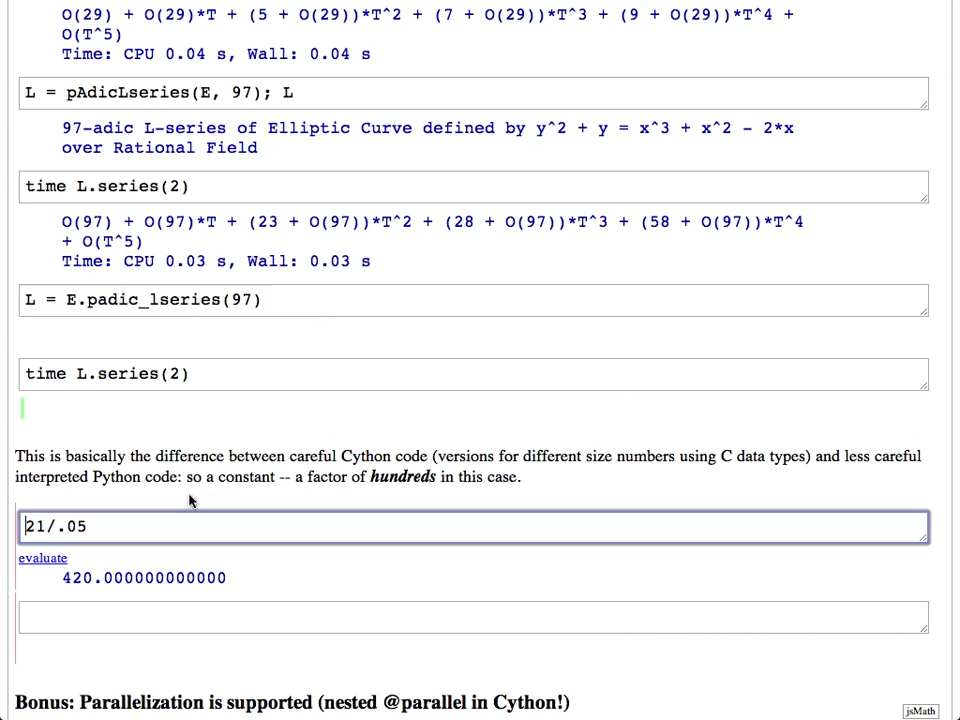 O(29) + O(29)*T + (5 + O(29))*T^2 + (7 + O(29))*T^3 + (9 + O(29))*T^4 +
O(T^5)
Time: CPU 0.04 s, Wall: 0.04 s
L = pAdicLseries(E, 97); L
97-adic L-series of Elliptic Curve defined by y^2 + y = x^3 + x^2 - 2*x
over Rational Field
time L.series(2)
O(97) + O(97)*T + (23 + O(97))*T^2 + (28 + O(97))*T^3 + (58 + O(97))*T^4
+ O(T^5)
Time: CPU 0.03 s, Wall: 0.03 s
L = E.padic_lseries(97)
time L.series(2)
This is basically the difference between careful Cython code (versions for different size numbers using C data types) and less careful
interpreted Python code: so a constant -- a factor of hundreds in this case.
21/.05
evaluate
420.000000000000
Bonus: Parallelization is supported (nested @parallel in Cython!)
jsMath